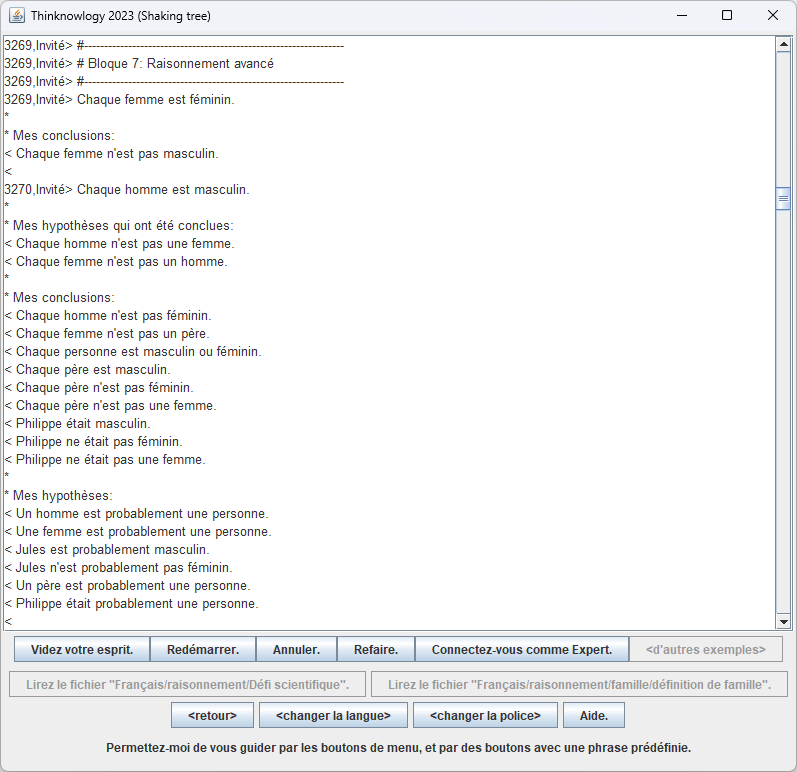 Thinknowlogy 2023 (Shaking tree)
3269,Invité> #-----------------------------------------------------------------
3269,Invité> # Bloque 7: Raisonnement avancé
3269,Invité> #-----------------------------------------------------------------
3269,Invité> Chaque femme est féminin.
*
* Mes conclusions:
< Chaque femme n'est pas masculin.
<
3270,Invité> Chaque homme est masculin.
*
* Mes hypothèses qui ont été conclues:
< Chaque homme n'est pas une femme.
< Chaque femme n'est pas un homme.
*
* Mes conclusions:
< Chaque homme n'est pas féminin.
< Chaque femme n'est pas un père.
< Chaque personne est masculin ou féminin.
< Chaque père est masculin.
< Chaque père n'est pas féminin.
< Chaque père n'est pas une femme.
< Philippe était masculin.
< Philippe ne était pas féminin.
< Philippe ne était pas une femme.
*
* Mes hypothèses:
< Un homme est probablement une personne.
< Une femme est probablement une personne.
< Jules est probablement masculin.
< Jules n'est probablement pas féminin.
< Un père est probablement une personne.
< Philippe était probablement une personne.
<
Videz votre esprit. Redémarrer. Annuler. Refaire. Connectez-vous comme Expert. <d'autres exemples>
Lirez le fichier "Français/raisonnement/Défi scientifique". Lirez le fichier "Français/raisonnement/famille/définition de famille".
<retour> <changer la langue> <changer la police> Aide.
Permettez-moi de vous guider par les boutons de menu, et par des boutons avec une phrase prédéfinie.